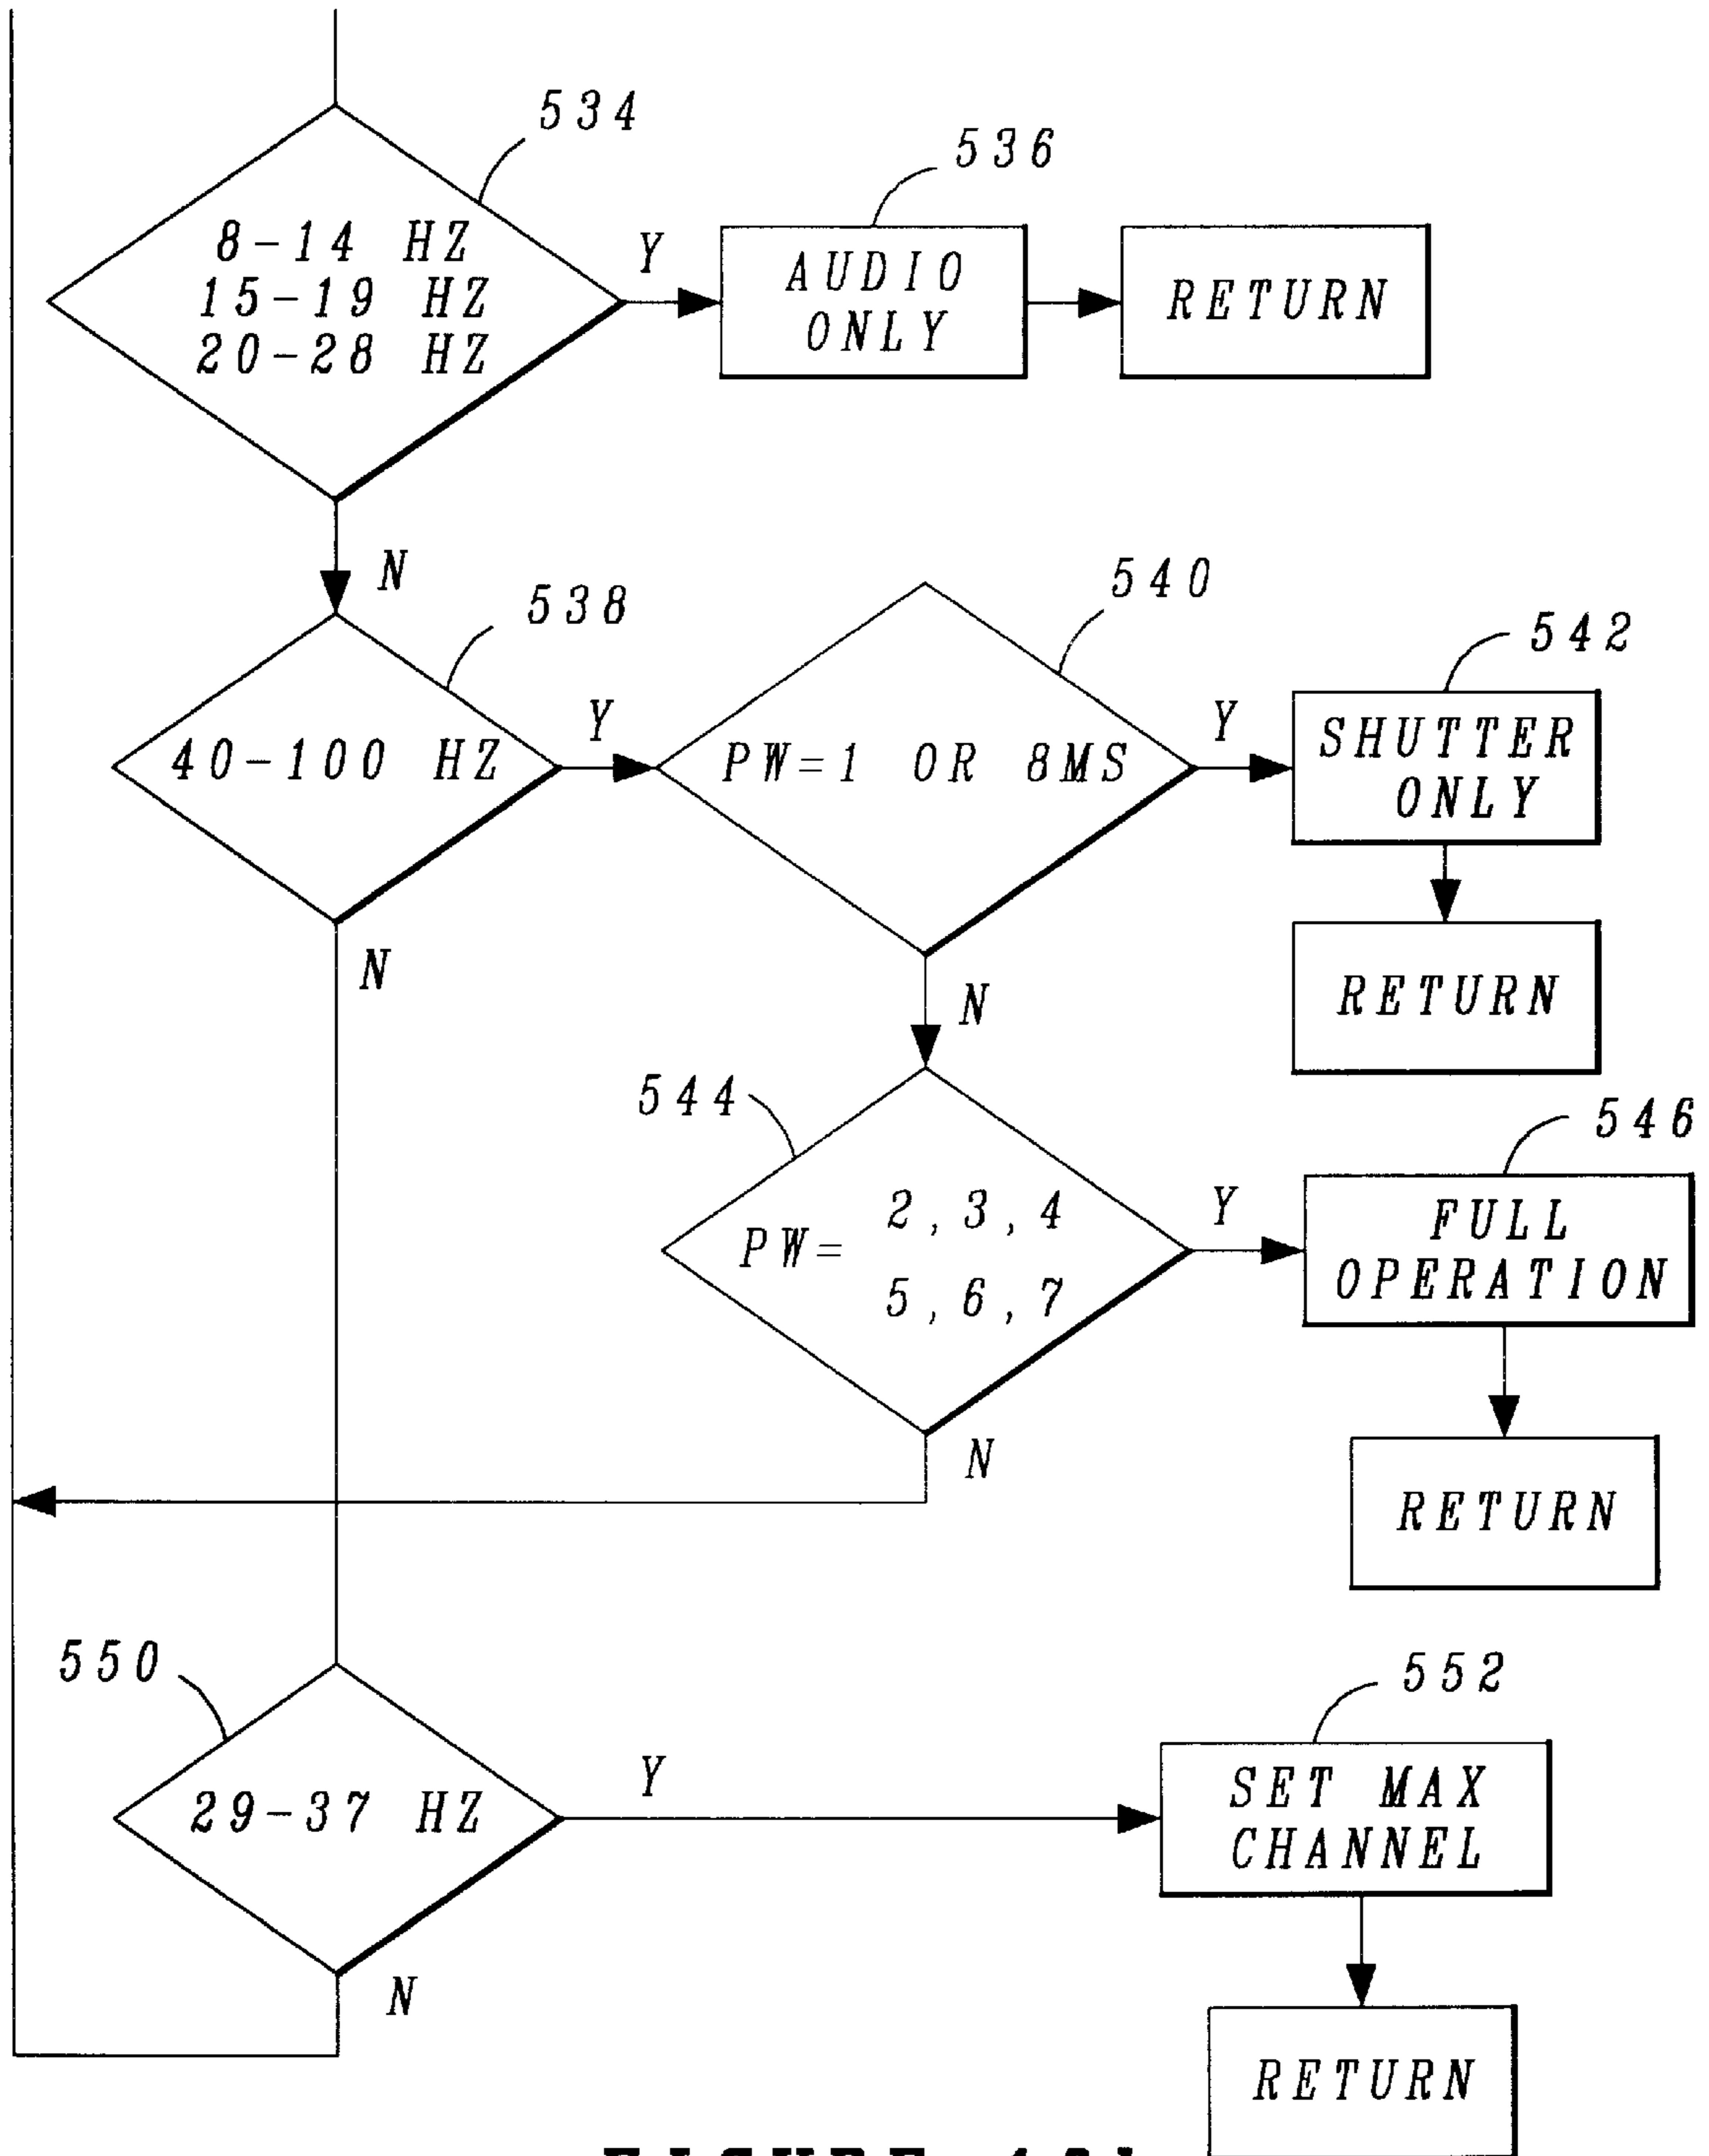 534
536
8-14 HZ
15-19 HZ
20-28 HZ
Y
AUDIO
ONLY
RETURN
N
538
540
542
40-100 HZ
Y
PW=1 OR 8MS
Y
SHUTTER
ONLY
N
N
RETURN
544
546
PW=
2,3,4
5,6,7
Y
FULL
OPERATION
N
RETURN
550
552
29-37 HZ
Y
SET MAX
CHANNEL
N
RETURN
FIGURE